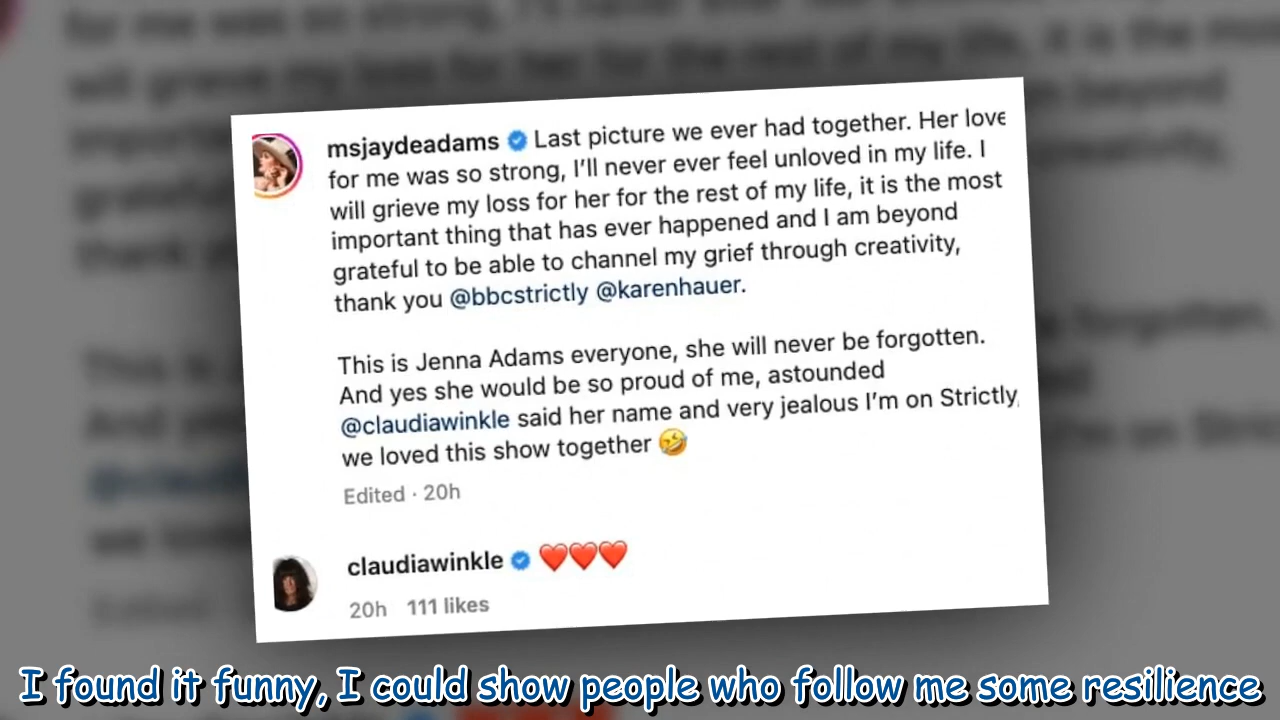 msjaydeadams Last picture we ever had together. Her love
for me was so strong, I'll never ever feel unloved in my life. I
will grieve my loss for her for the rest of my life, it is the most
important thing that has ever happened and I am beyond
grateful to be able to channel my grief through creativity,
thank you @bbcstrictly @karenhauer.
This is Jenna Adams everyone, she will never be forgotten.
And yes she would be so proud of me, astounded
@claudiawinkle said her name and very jealous I'm on Strictly,
we loved this show together 🤣
Edited · 20h
claudiawinkle ❤️❤️❤️
20h 111 likes
I found it funny, I could show people who follow me some resilience